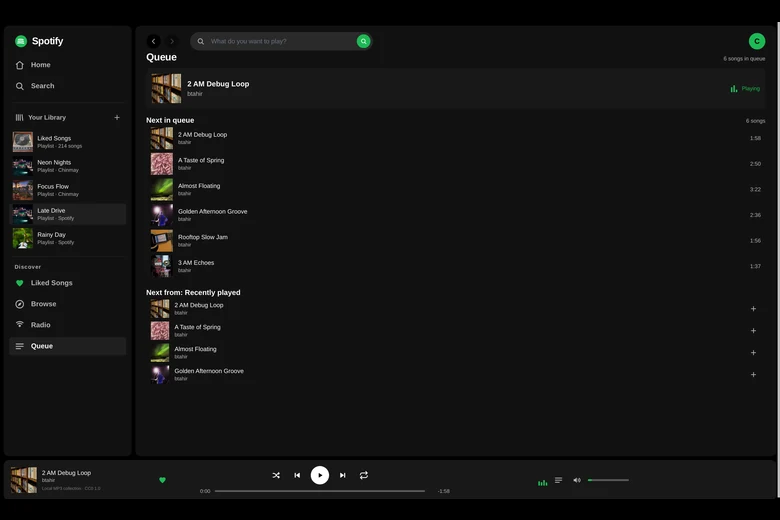 Spotify
Home
Search
Your Library
Liked Songs
Playlist · 214 songs
Neon Nights
Playlist · Chinmay
Focus Flow
Playlist · Chinmay
Late Drive
Playlist · Spotify
Rainy Day
Playlist · Spotify
Discover
Liked Songs
Browse
Radio
Queue
What do you want to play?
C
Queue
6 songs in queue
2 AM Debug Loop
btahir
Playing
Next in queue
6 songs
2 AM Debug Loop
btahir
1:58
A Taste of Spring
btahir
2:50
Almost Floating
btahir
3:22
Golden Afternoon Groove
btahir
2:36
Rooftop Slow Jam
btahir
1:56
3 AM Echoes
btahir
1:37
Next from: Recently played
2 AM Debug Loop
btahir
A Taste of Spring
btahir
Almost Floating
btahir
Golden Afternoon Groove
btahir
2 AM Debug Loop
btahir
Local MP3 collection · CC0 1.0
0:00
-1:58